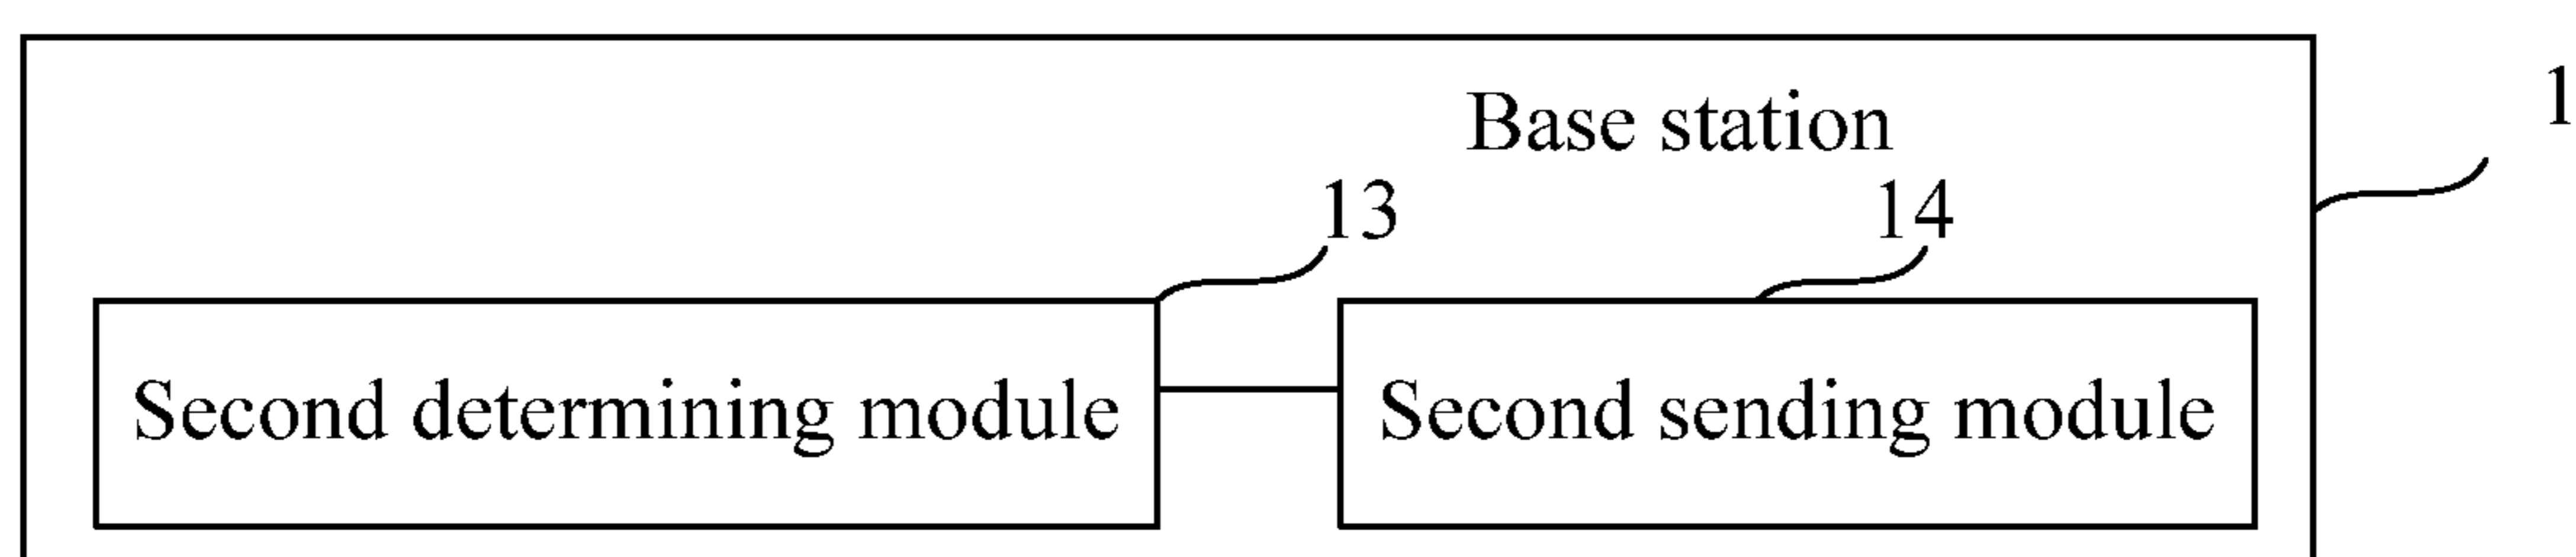 1
Base station
13
14
Second determining module
Second sending module